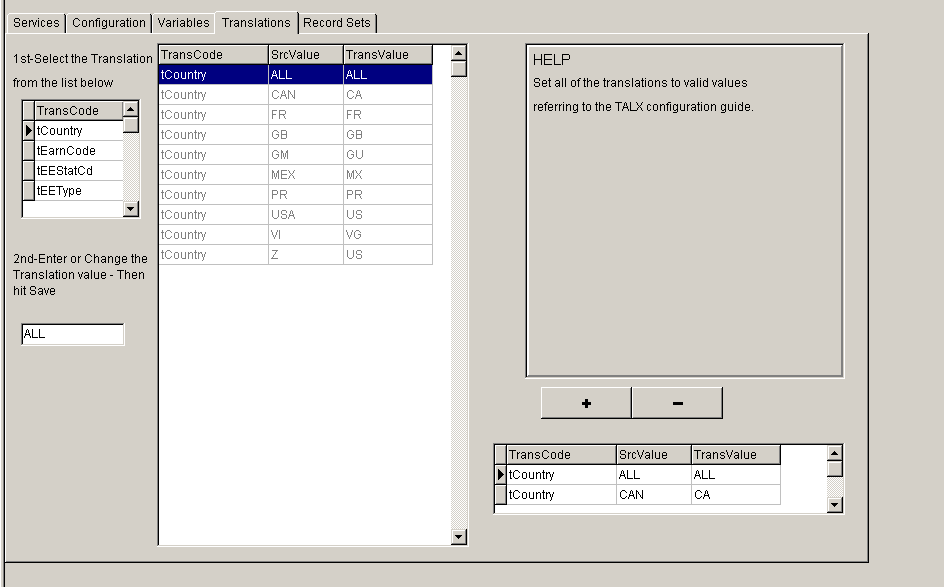 Services Configuration Variables Translations Record Sets
1st-Select the Translation
from the list below
TransCode
tCountry
tEarnCode
tEEStatCd
tEEType
2nd-Enter or Change the
Translation value - Then
hit Save
ALL
TransCode SrcValue TransValue
tCountry ALL ALL
tCountry CAN CA
tCountry FR FR
tCountry GB GB
tCountry GM GU
tCountry MEX MX
tCountry PR PR
tCountry USA US
tCountry VI VG
tCountry Z US
HELP
Set all of the translations to valid values
referring to the TALX configuration guide.
+ -
TransCode SrcValue TransValue
tCountry ALL ALL
tCountry CAN CA